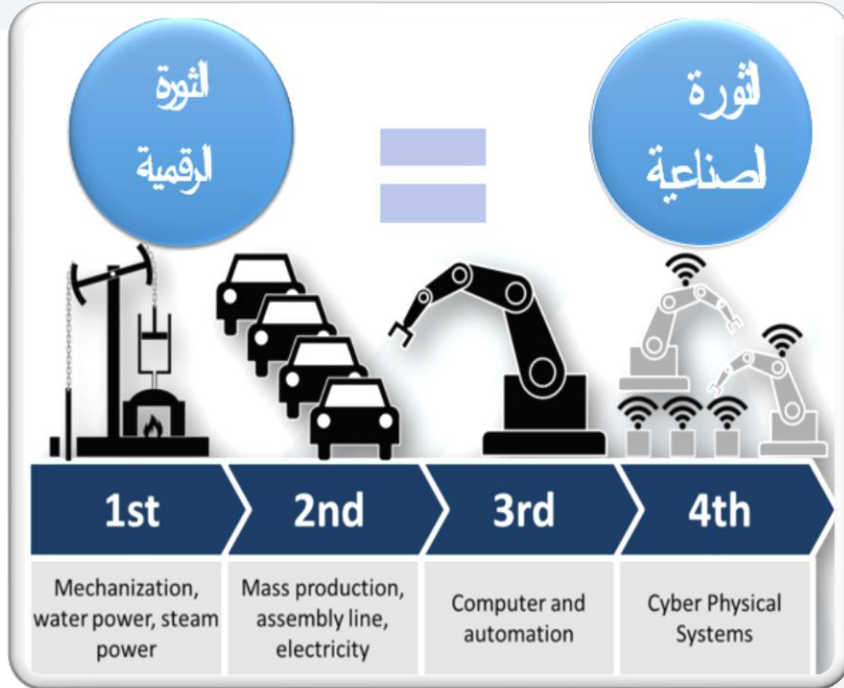 الثورة
الصناعية
=
الثورة
الرقمية
1st
2nd
3rd
4th
Mechanization,
water power, steam
power
Mass production,
assembly line,
electricity
Computer and
automation
Cyber Physical
Systems